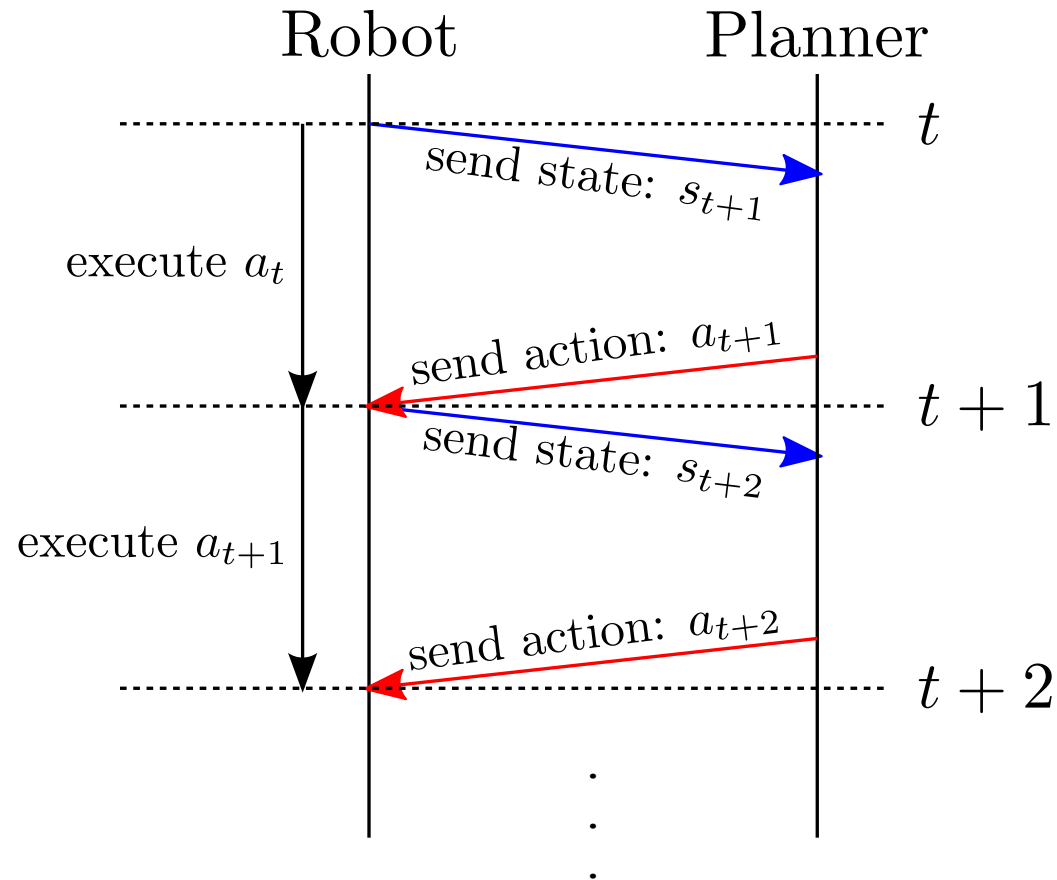 Robot Planner
t
send state: s_{t+1}
execute a_t
send action: a_{t+1}
t + 1
send state: s_{t+2}
execute a_{t+1}
send action: a_{t+2}
t + 2
.
.
.